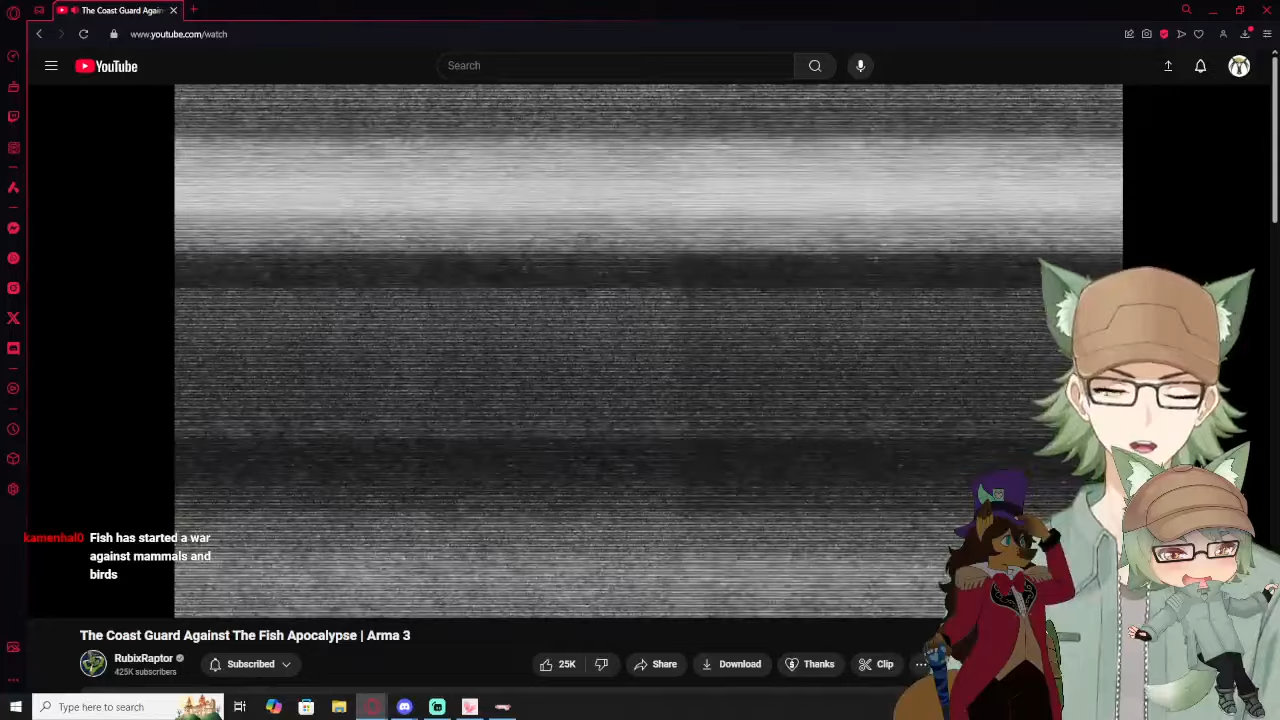 The Coast Guard Again
www.youtube.com/watch
YouTube
Search
kamenhal0 Fish has started a war
against mammals and
birds
The Coast Guard Against The Fish Apocalypse | Arma 3
RubixRaptor
425K subscribers
Subscribed
25K
Share
Download
Thanks
Clip
Type here to search